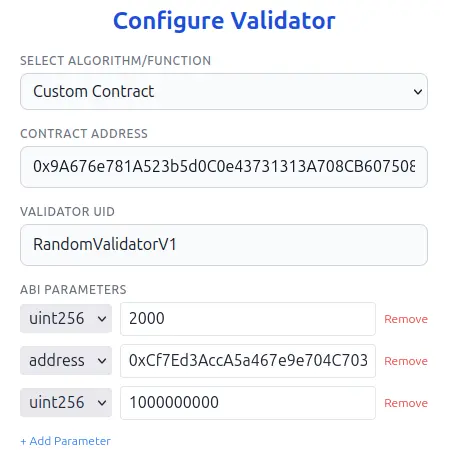 Configure Validator
SELECT ALGORITHM/FUNCTION
Custom Contract
CONTRACT ADDRESS
0x9A676e781A523b5d0C0e43731313A708CB607508
VALIDATOR UID
RandomValidatorV1
ABI PARAMETERS
uint256 2000 Remove
address 0xCf7Ed3AccA5a467e9e704C703 Remove
uint256 1000000000 Remove
+ Add Parameter